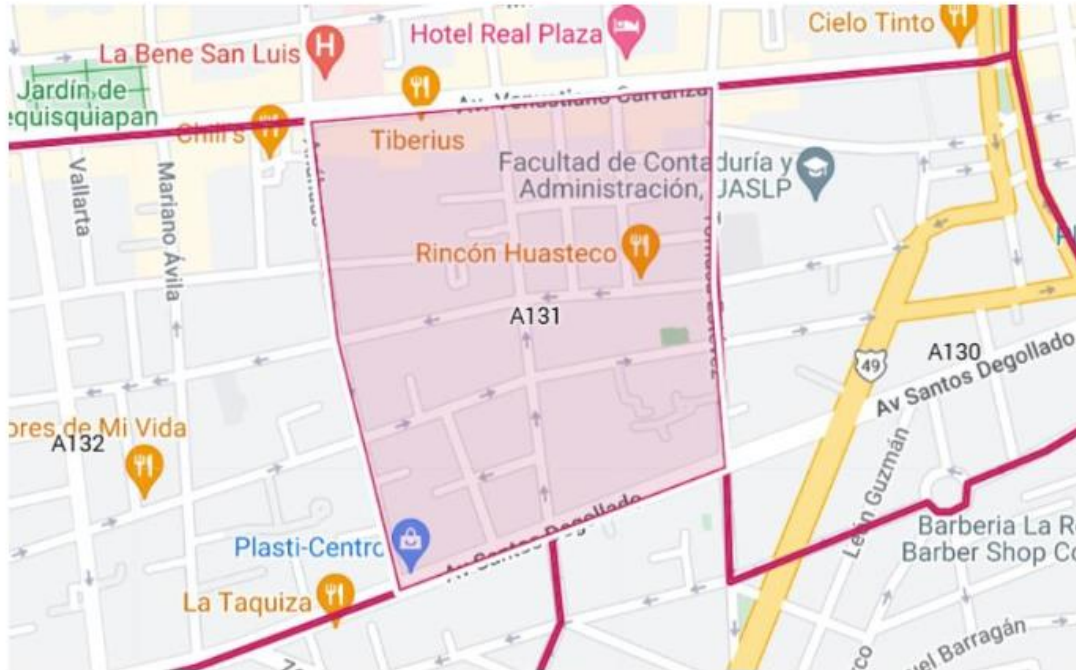 Cielo Tinto
Hotel Real Plaza
La Bene San Luis
H
Jardín de
equisquiapan
Av. Venustiano Carranza
Chili's
Tiberius
Facultad de Contaduría y
Administración, UASLP
Vallarta
Mariano Ávila
Rincón Huasteco
A131
49
A130
Av Santos Degollado
ores de Mi Vida
A132
León Guzmán
Av Santos Degollado
Plasti-Centro
Barberia La R
Barber Shop Co
La Taquiza
el Barragán